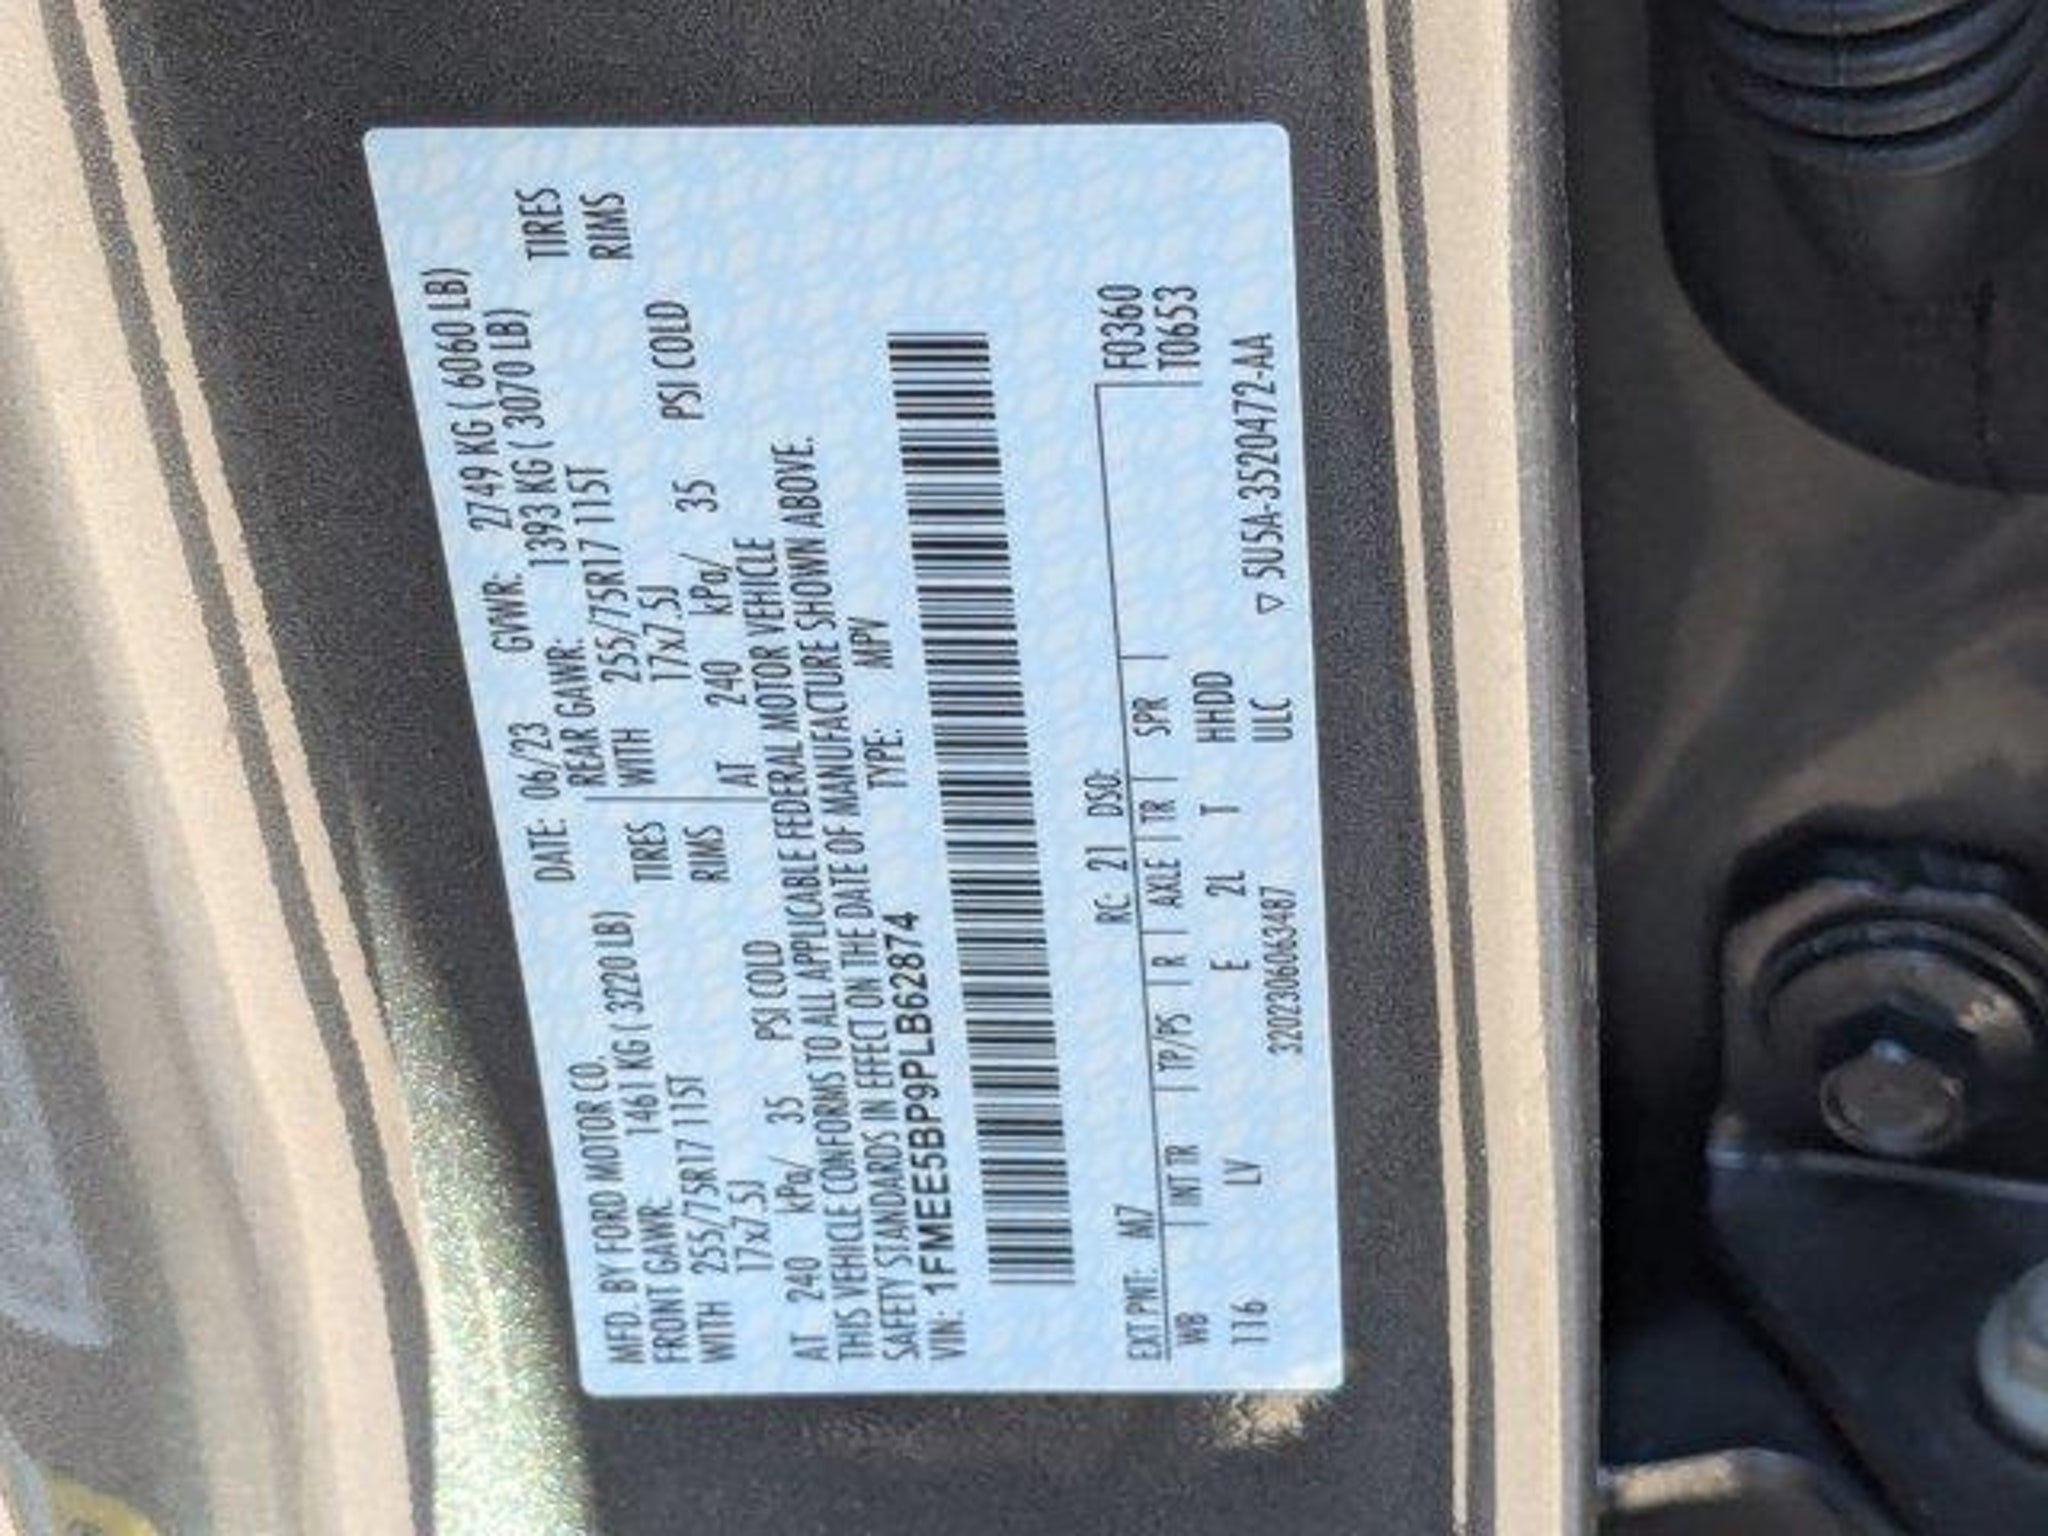 MFD. BY FORD MOTOR CO. DATE: 06/23 GVWR: 2749 KG ( 6060 LB)
FRONT GAWR: 1461 KG ( 3220 LB) REAR GAWR: 1393 KG ( 3070 LB)
WITH 255/75R17 115T TIRES WITH 255/75R17 115T TIRES
17x7.5J RIMS 17x7.5J RIMS
AT 240 kPa/ 35 PSI COLD AT 240 kPa/ 35 PSI COLD
THIS VEHICLE CONFORMS TO ALL APPLICABLE FEDERAL MOTOR VEHICLE
SAFETY STANDARDS IN EFFECT ON THE DATE OF MANUFACTURE SHOWN ABOVE.
VIN: 1FMEE5BP9PLB62874 TYPE: MPV
EXT PNT: M7 RC: 21 DSO: F0360
WB INT TR TP/PS R AXLE TR SPR T0653
116 LV E 2L T HHDD
3202306063487 ULC ▽ 5U5A-3520472-AA